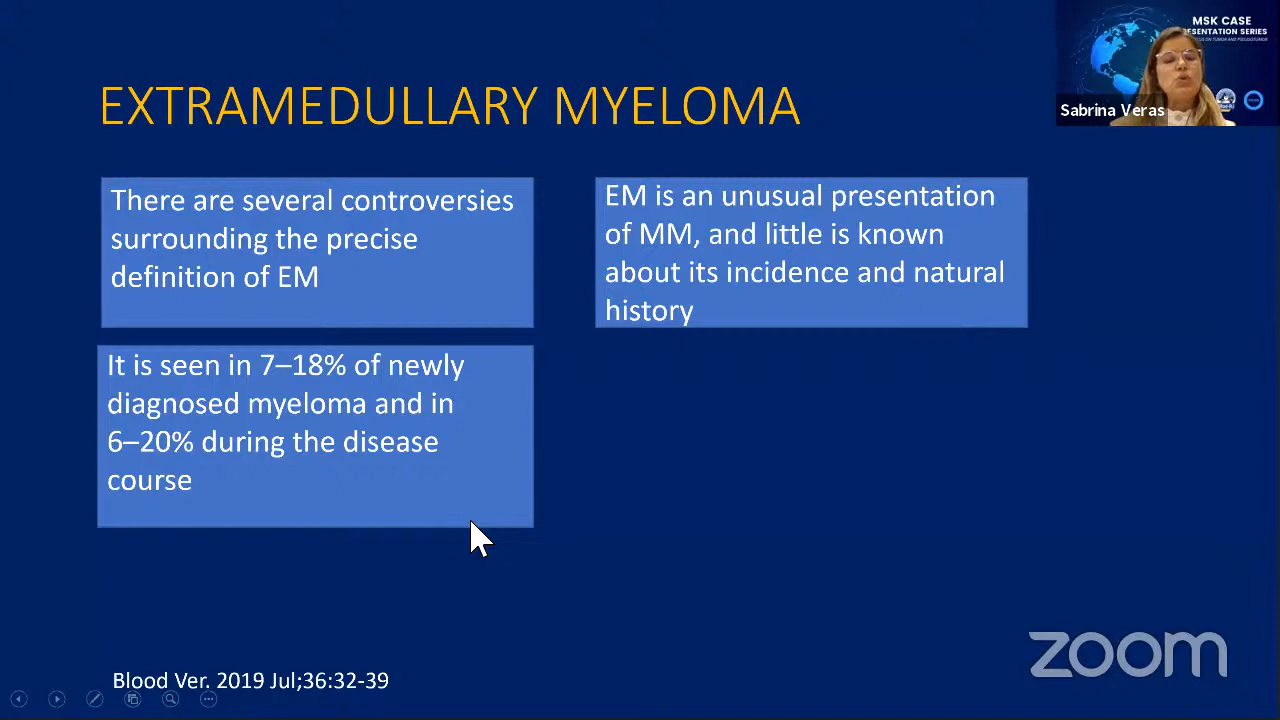 MSK CASE
ESENTATION SERIES
Sabrina Veras
EXTRAMEDULLARY MYELOMA
There are several controversies
surrounding the precise
definition of EM
EM is an unusual presentation
of MM, and little is known
about its incidence and natural
history
It is seen in 7–18% of newly
diagnosed myeloma and in
6–20% during the disease
course
Blood Ver. 2019 Jul;36:32-39
zoom